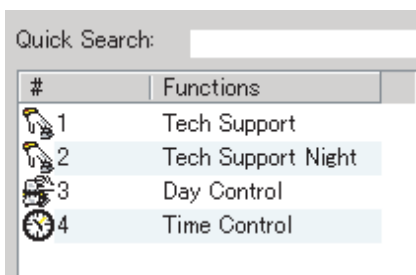 Quick Search:
# Functions
1 Tech Support
2 Tech Support Night
3 Day Control
4 Time Control